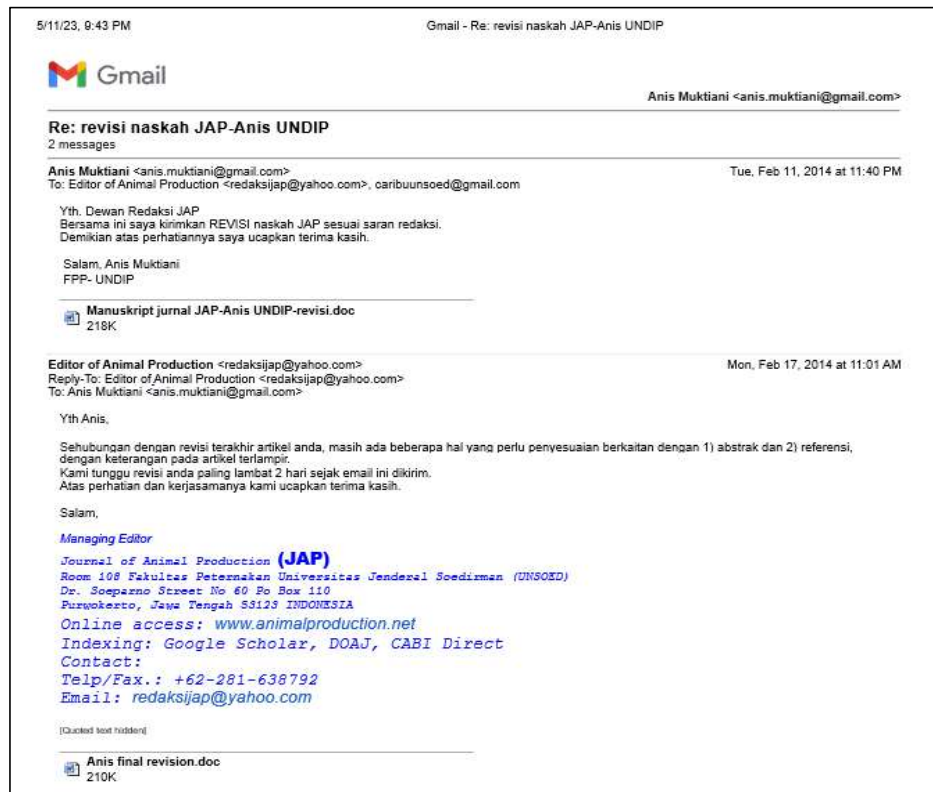 5/11/23, 9:43 PM
Gmail - Re: revisi naskah JAP-Anis UNDIP
Gmail
Anis Muktiani <anis.muktiani@gmail.com>
Re: revisi naskah JAP-Anis UNDIP
2 messages
Anis Muktiani <anis.muktiani@gmail.com>
Tue, Feb 11, 2014 at 11:40 PM
To: Editor of Animal Production <redaksijap@yahoo.com>, caribuunsoed@gmail.com
Yth. Dewan Redaksi JAP
Bersama ini saya kirimkan REVISI naskah JAP sesuai saran redaksi.
Demikian atas perhatiannya saya ucapkan terima kasih.
Salam, Anis Muktiani
FPP- UNDIP
Manuskript jurnal JAP-Anis UNDIP-revisi.doc
218K
Editor of Animal Production <redaksijap@yahoo.com>
Mon, Feb 17, 2014 at 11:01 AM
Reply-To: Editor of Animal Production <redaksijap@yahoo.com>
To: Anis Muktiani <anis.muktiani@gmail.com>
Yth Anis,
Sehubungan dengan revisi terakhir artikel anda, masih ada beberapa hal yang perlu penyesuaian berkaitan dengan 1) abstrak dan 2) referensi,
dengan keterangan pada artikel terlampir.
Kami tunggu revisi anda paling lambat 2 hari sejak email ini dikirim.
Atas perhatian dan kerjasamanya kami ucapkan terima kasih.
Salam,
Managing Editor
Journal of Animal Production (JAP)
Room 108 Fakultas Peternakan Universitas Jenderal Soedirman (UNSOED)
Dr. Soeparno Street No 60 Po Box 110
Purwokerto, Jawa Tengah 53123 INDONESIA
Online access: www.animalproduction.net
Indexing: Google Scholar, DOAJ, CABI Direct
Contact:
Telp/Fax.: +62-281-638792
Email: redaksijap@yahoo.com
[Quoted text hidden]
Anis final revision.doc
210K